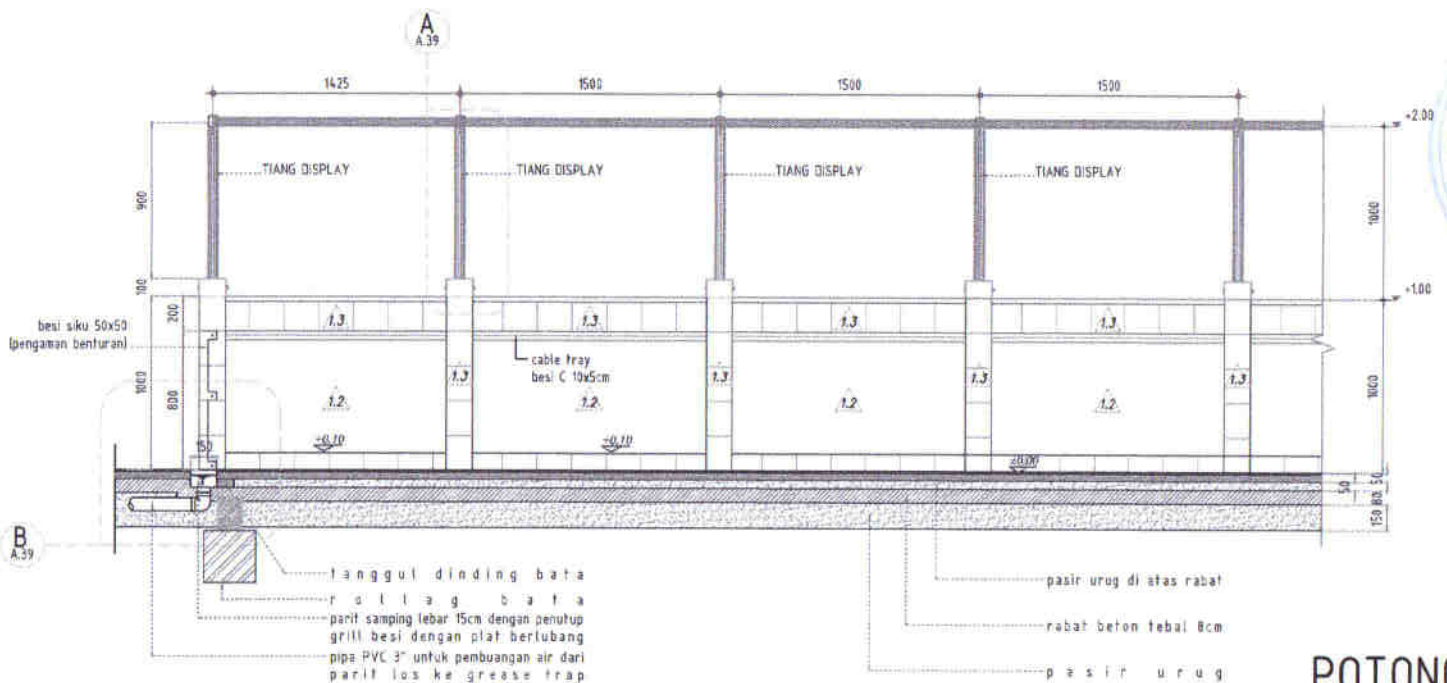 A
A.39
1425
1500
1500
1500
+2.00
TIANG DISPLAY
TIANG DISPLAY
TIANG DISPLAY
TIANG DISPLAY
900
1000
100
+1.00
200
1.3
1.3
1.3
1.3
besi siku 50x50
(pengaman benturan)
cable tray
besi C 10x5cm
1000
800
1.3
1.3
1.3
1.3
1000
1.2
1.2
1.2
1.2
150
+0.10
+0.10
±0.00
50
50
80
150
B
A.39
tanggul dinding bata
rollag bata
parit samping lebar 15cm dengan penutup
grill besi dengan plat berlubang
pipa PVC 3" untuk pembuangan air dari
parit los ke grease trap
pasir urug di atas rabat
rabat beton tebal 8cm
pasir urug
POTONG